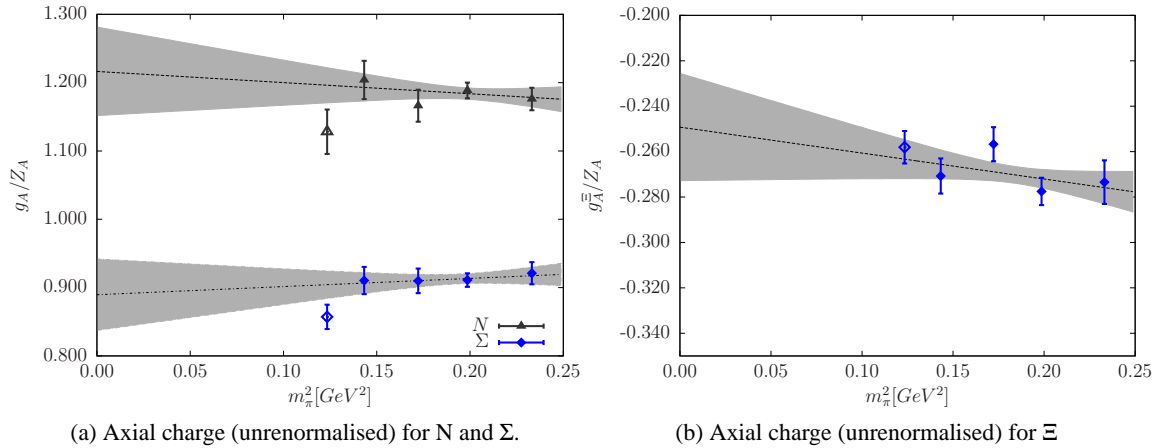 1.300
1.200
1.100
1.000
0.900
0.800
g_A/Z_A
N
Σ
0.00 0.05 0.10 0.15 0.20 0.25
m_π^2[GeV^2]
(a) Axial charge (unrenormalised) for N and Σ.
-0.200
-0.220
-0.240
-0.260
-0.280
-0.300
-0.320
-0.340
g_A^Ξ/Z_A
0.00 0.05 0.10 0.15 0.20 0.25
m_π^2[GeV^2]
(b) Axial charge (unrenormalised) for Ξ